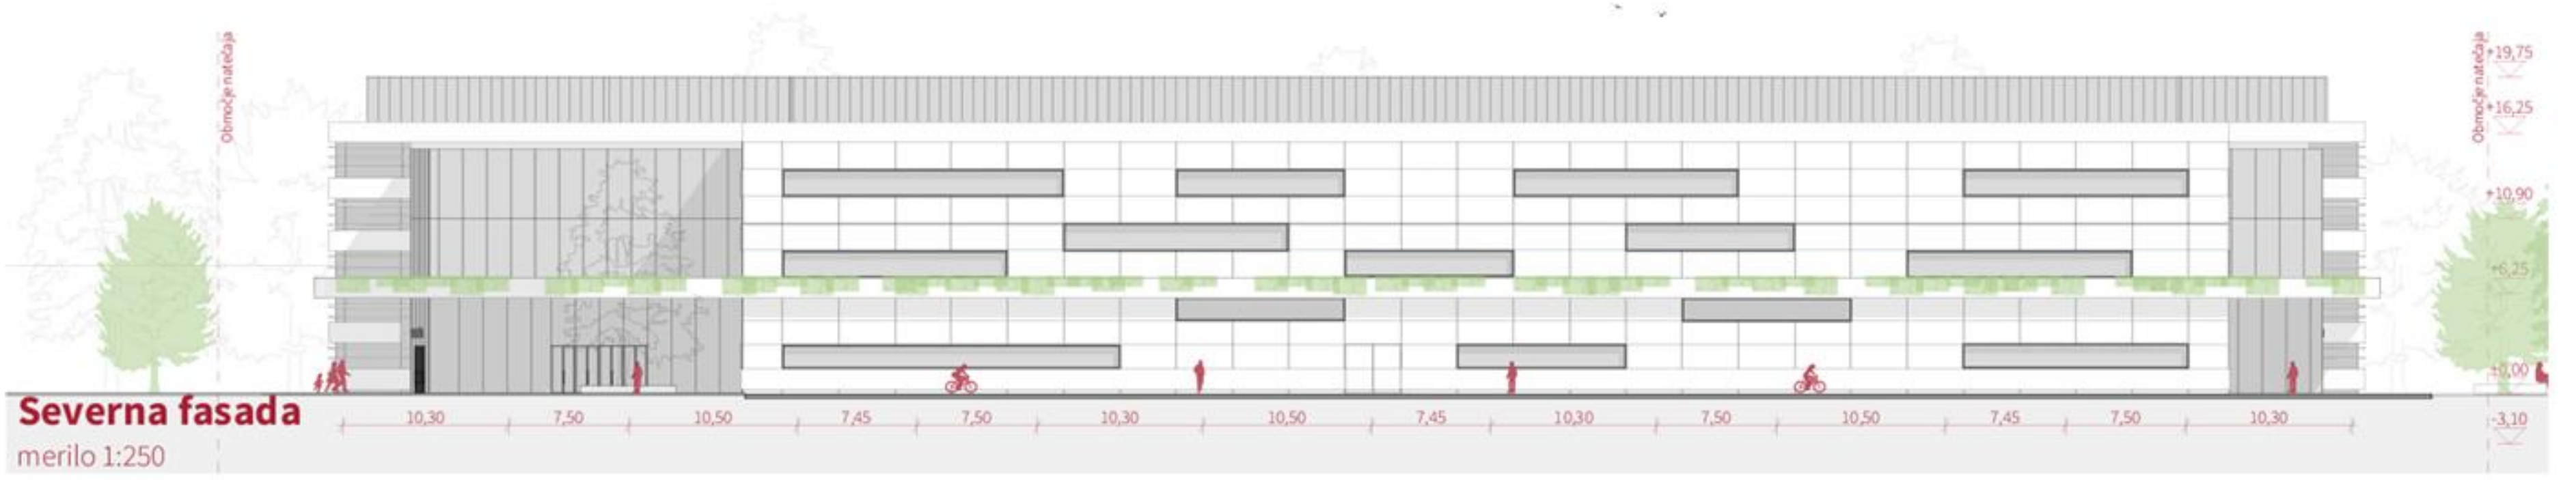 Območje natečaja
Območje natečaja
+19,75
+16,25
+10,90
+6,25
±0,00
-3,10
Severna fasada
merilo 1:250
10,30 7,50 10,50 7,45 7,50 10,30 10,50 7,45 10,30 7,50 10,50 7,45 7,50 10,30